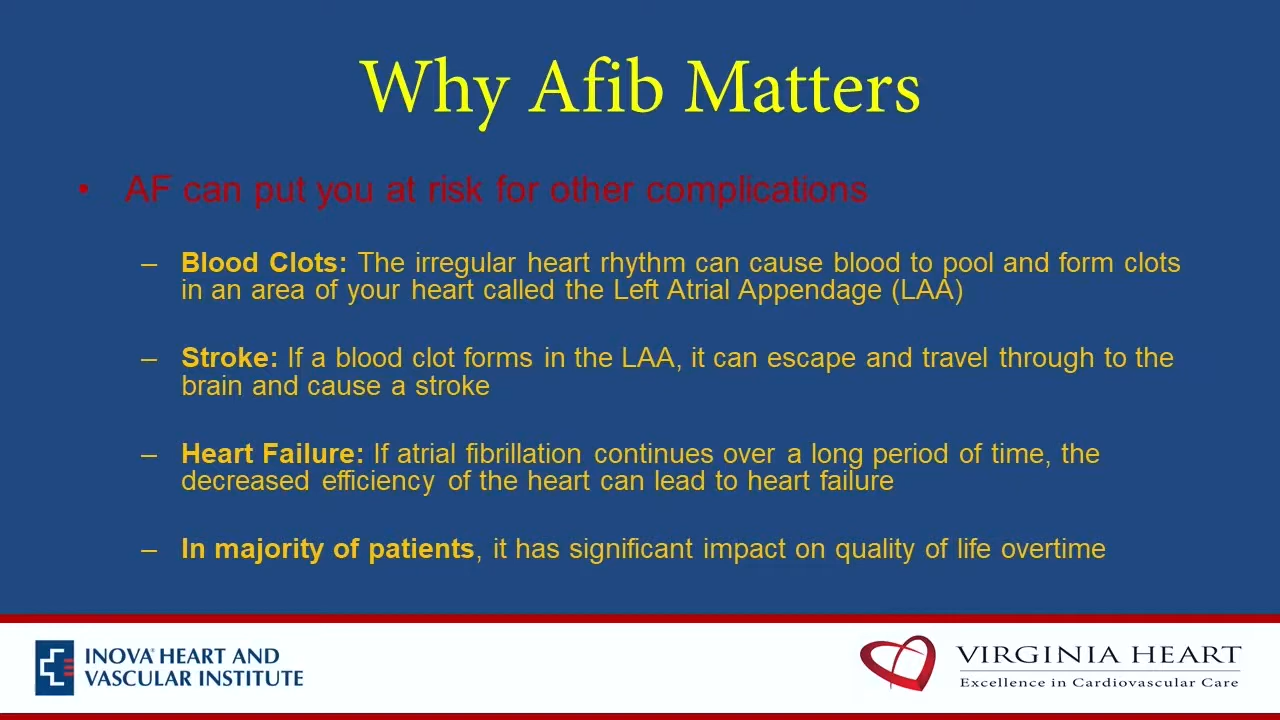 Why Afib Matters
• AF can put you at risk for other complications
– Blood Clots: The irregular heart rhythm can cause blood to pool and form clots
in an area of your heart called the Left Atrial Appendage (LAA)
– Stroke: If a blood clot forms in the LAA, it can escape and travel through to the
brain and cause a stroke
– Heart Failure: If atrial fibrillation continues over a long period of time, the
decreased efficiency of the heart can lead to heart failure
– In majority of patients, it has significant impact on quality of life overtime
INOVA® HEART AND
VASCULAR INSTITUTE
VIRGINIA HEART
Excellence in Cardiovascular Care